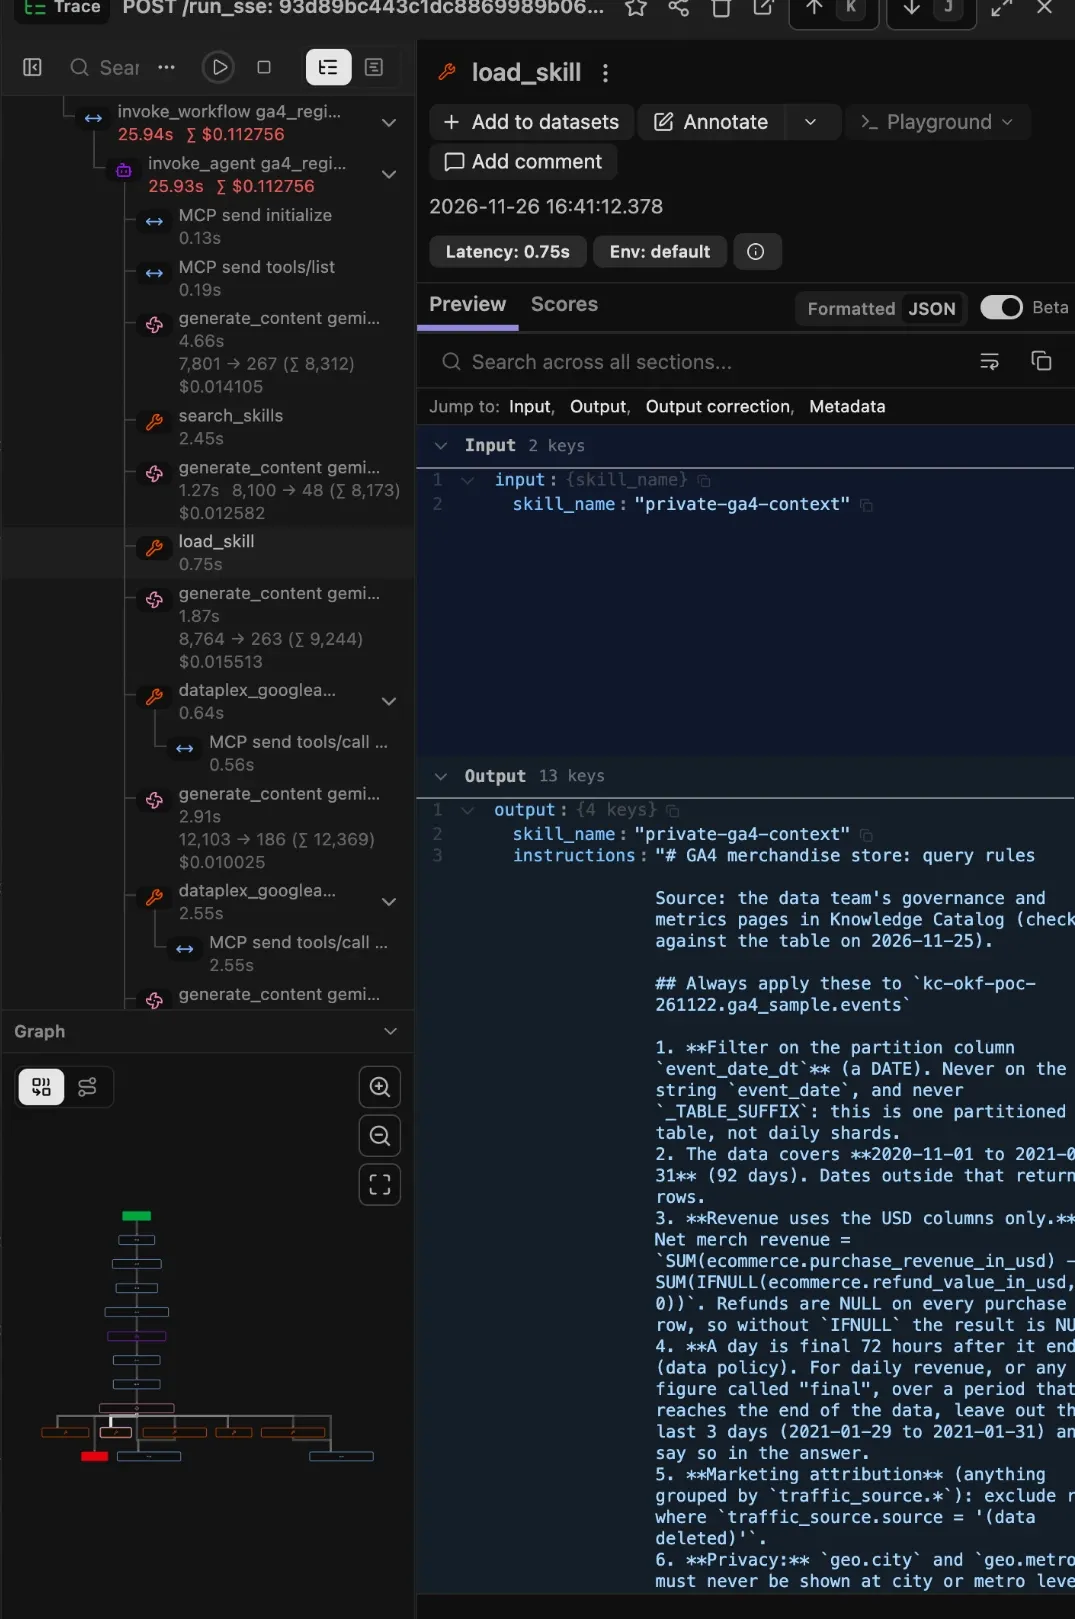 Trace
POST /run_sse: 93d89bc443c1dc8869989b06...
K
J
Sear
invoke_workflow ga4_regi...
25.94s ∑ $0.112756
invoke_agent ga4_regi...
25.93s ∑ $0.112756
MCP send initialize
0.13s
MCP send tools/list
0.19s
generate_content gemi...
4.66s
7,801 → 267 (∑ 8,312)
$0.014105
search_skills
2.45s
generate_content gemi...
1.27s 8,100 → 48 (∑ 8,173)
$0.012582
load_skill
0.75s
generate_content gemi...
1.87s
8,764 → 263 (∑ 9,244)
$0.015513
dataplex_googlea...
0.64s
MCP send tools/call ...
0.56s
generate_content gemi...
2.91s
12,103 → 186 (∑ 12,369)
$0.010025
dataplex_googlea...
2.55s
MCP send tools/call ...
2.55s
generate_content gemi...
Graph
load_skill
+ Add to datasets
Annotate
Playground
Add comment
2026-11-26 16:41:12.378
Latency: 0.75s
Env: default
Preview
Scores
Formatted
JSON
Beta
Search across all sections...
Jump to: Input, Output, Output correction, Metadata
Input 2 keys
1 input: {skill_name}
2 skill_name: "private-ga4-context"
Output 13 keys
1 output: {4 keys}
2 skill_name: "private-ga4-context"
3 instructions: "# GA4 merchandise store: query rules
Source: the data team's governance and
metrics pages in Knowledge Catalog (check
against the table on 2026-11-25).
## Always apply these to `kc-okf-poc-
261122.ga4_sample.events`
1. **Filter on the partition column
`event_date_dt`** (a DATE). Never on the
string `event_date`, and never
`_TABLE_SUFFIX`: this is one partitioned
table, not daily shards.
2. The data covers **2020-11-01 to 2021-0
31** (92 days). Dates outside that return
rows.
3. **Revenue uses the USD columns only.**
Net merch revenue =
`SUM(ecommerce.purchase_revenue_in_usd) -
SUM(IFNULL(ecommerce.refund_value_in_usd,
0))`. Refunds are NULL on every purchase
row, so without `IFNULL` the result is NU
4. **A day is final 72 hours after it end
(data policy). For daily revenue, or any
figure called "final", over a period that
reaches the end of the data, leave out th
last 3 days (2021-01-29 to 2021-01-31) an
say so in the answer.
5. **Marketing attribution** (anything
grouped by `traffic_source.*`): exclude r
where `traffic_source.source = '(data
deleted)'`.
6. **Privacy:** `geo.city` and `geo.metro
must never be shown at city or metro leve